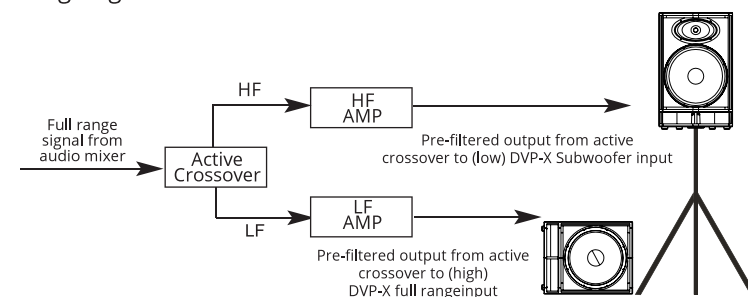 HF
HF
AMP
Full range
signal from
audio mixer
Pre-filtered output from active
crossover to (low) DVP-X Subwoofer input
Active
Crossover
LF
AMP
LF
Pre-filtered output from active
crossover to (high)
DVP-X full rangeinput